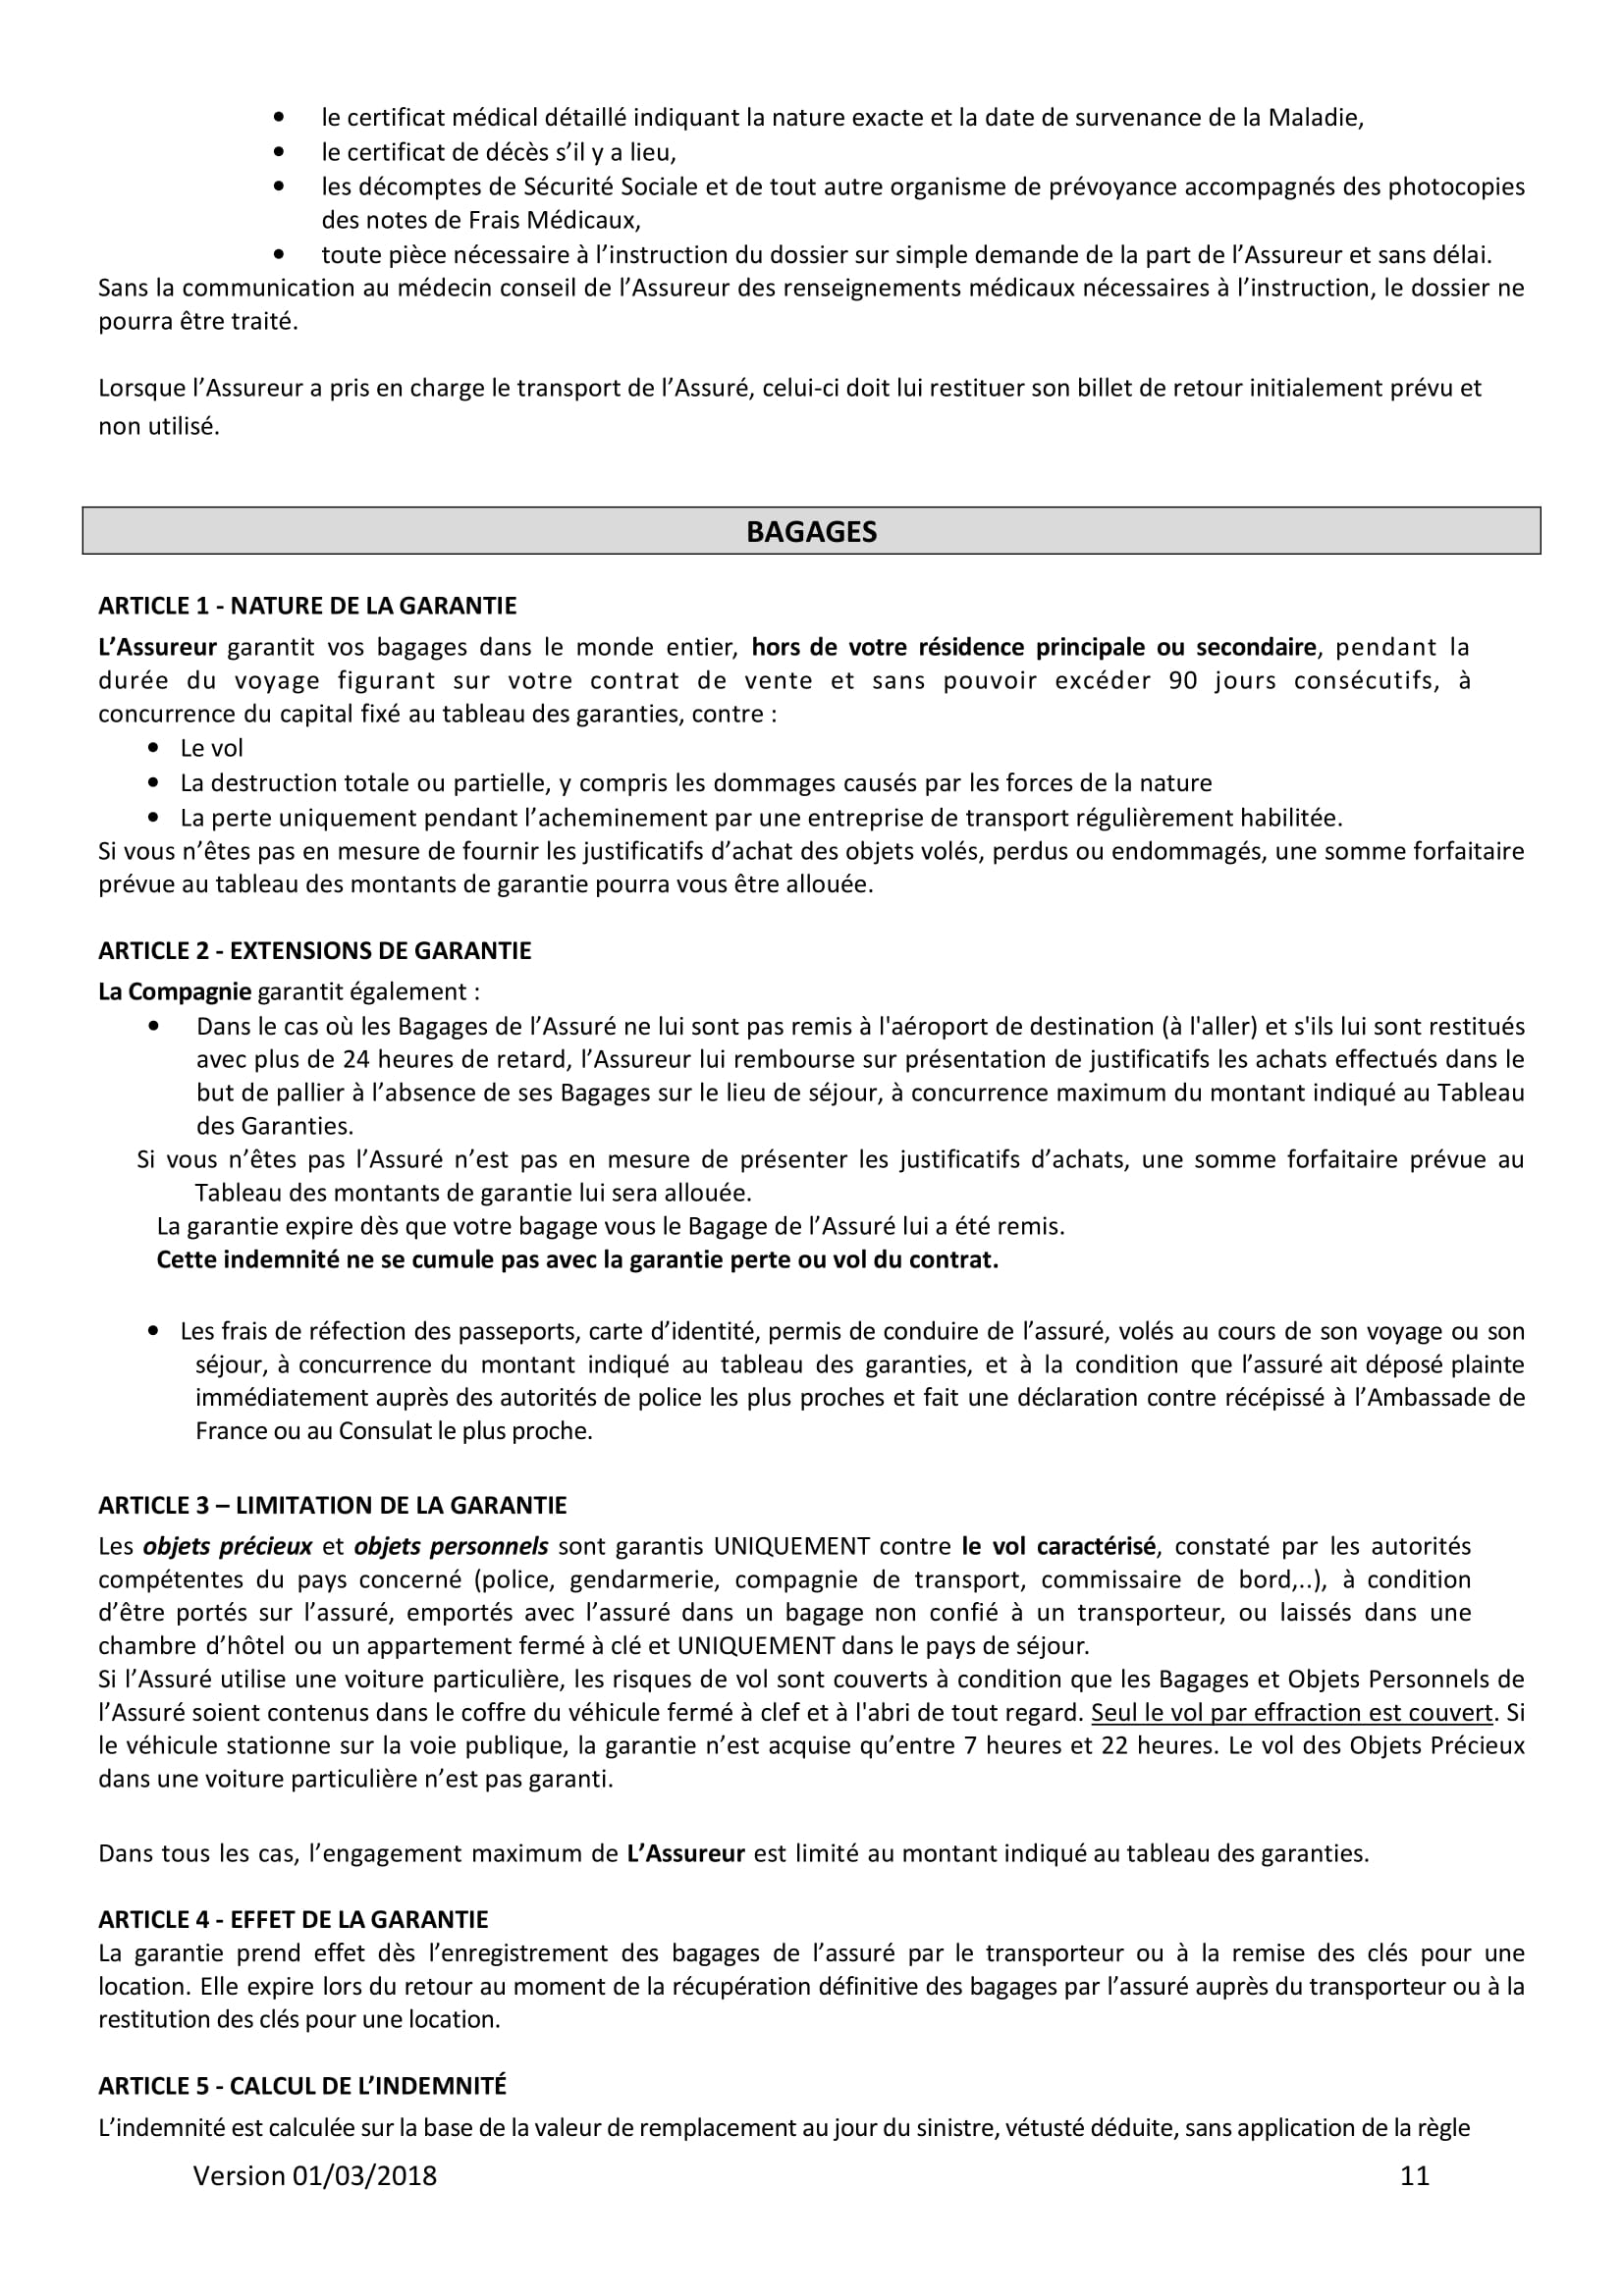 • le certificat médical détaillé indiquant la nature exacte et la date de survenance de la Maladie,
• le certificat de décès s’il y a lieu,
• les décomptes de Sécurité Sociale et de tout autre organisme de prévoyance accompagnés des photocopies
des notes de Frais Médicaux,
• toute pièce nécessaire à l’instruction du dossier sur simple demande de la part de l’Assureur et sans délai.
Sans la communication au médecin conseil de l’Assureur des renseignements médicaux nécessaires à l’instruction, le dossier ne
pourra être traité.
Lorsque l’Assureur a pris en charge le transport de l’Assuré, celui-ci doit lui restituer son billet de retour initialement prévu et
non utilisé.
BAGAGES
ARTICLE 1 - NATURE DE LA GARANTIE
L’Assureur garantit vos bagages dans le monde entier, hors de votre résidence principale ou secondaire, pendant la
durée du voyage figurant sur votre contrat de vente et sans pouvoir excéder 90 jours consécutifs, à
concurrence du capital fixé au tableau des garanties, contre :
• Le vol
• La destruction totale ou partielle, y compris les dommages causés par les forces de la nature
• La perte uniquement pendant l’acheminement par une entreprise de transport régulièrement habilitée.
Si vous n’êtes pas en mesure de fournir les justificatifs d’achat des objets volés, perdus ou endommagés, une somme forfaitaire
prévue au tableau des montants de garantie pourra vous être allouée.
ARTICLE 2 - EXTENSIONS DE GARANTIE
La Compagnie garantit également :
• Dans le cas où les Bagages de l’Assuré ne lui sont pas remis à l'aéroport de destination (à l'aller) et s'ils lui sont restitués
avec plus de 24 heures de retard, l’Assureur lui rembourse sur présentation de justificatifs les achats effectués dans le
but de pallier à l’absence de ses Bagages sur le lieu de séjour, à concurrence maximum du montant indiqué au Tableau
des Garanties.
Si vous n’êtes pas l’Assuré n’est pas en mesure de présenter les justificatifs d’achats, une somme forfaitaire prévue au
Tableau des montants de garantie lui sera allouée.
La garantie expire dès que votre bagage vous le Bagage de l’Assuré lui a été remis.
Cette indemnité ne se cumule pas avec la garantie perte ou vol du contrat.
• Les frais de réfection des passeports, carte d’identité, permis de conduire de l’assuré, volés au cours de son voyage ou son
séjour, à concurrence du montant indiqué au tableau des garanties, et à la condition que l’assuré ait déposé plainte
immédiatement auprès des autorités de police les plus proches et fait une déclaration contre récépissé à l’Ambassade de
France ou au Consulat le plus proche.
ARTICLE 3 – LIMITATION DE LA GARANTIE
Les objets précieux et objets personnels sont garantis UNIQUEMENT contre le vol caractérisé, constaté par les autorités
compétentes du pays concerné (police, gendarmerie, compagnie de transport, commissaire de bord,..), à condition
d’être portés sur l’assuré, emportés avec l’assuré dans un bagage non confié à un transporteur, ou laissés dans une
chambre d’hôtel ou un appartement fermé à clé et UNIQUEMENT dans le pays de séjour.
Si l’Assuré utilise une voiture particulière, les risques de vol sont couverts à condition que les Bagages et Objets Personnels de
l’Assuré soient contenus dans le coffre du véhicule fermé à clef et à l'abri de tout regard. Seul le vol par effraction est couvert. Si
le véhicule stationne sur la voie publique, la garantie n’est acquise qu’entre 7 heures et 22 heures. Le vol des Objets Précieux
dans une voiture particulière n’est pas garanti.
Dans tous les cas, l’engagement maximum de L’Assureur est limité au montant indiqué au tableau des garanties.
ARTICLE 4 - EFFET DE LA GARANTIE
La garantie prend effet dès l’enregistrement des bagages de l’assuré par le transporteur ou à la remise des clés pour une
location. Elle expire lors du retour au moment de la récupération définitive des bagages par l’assuré auprès du transporteur ou à la
restitution des clés pour une location.
ARTICLE 5 - CALCUL DE L’INDEMNITÉ
L’indemnité est calculée sur la base de la valeur de remplacement au jour du sinistre, vétusté déduite, sans application de la règle
Version 01/03/2018 11